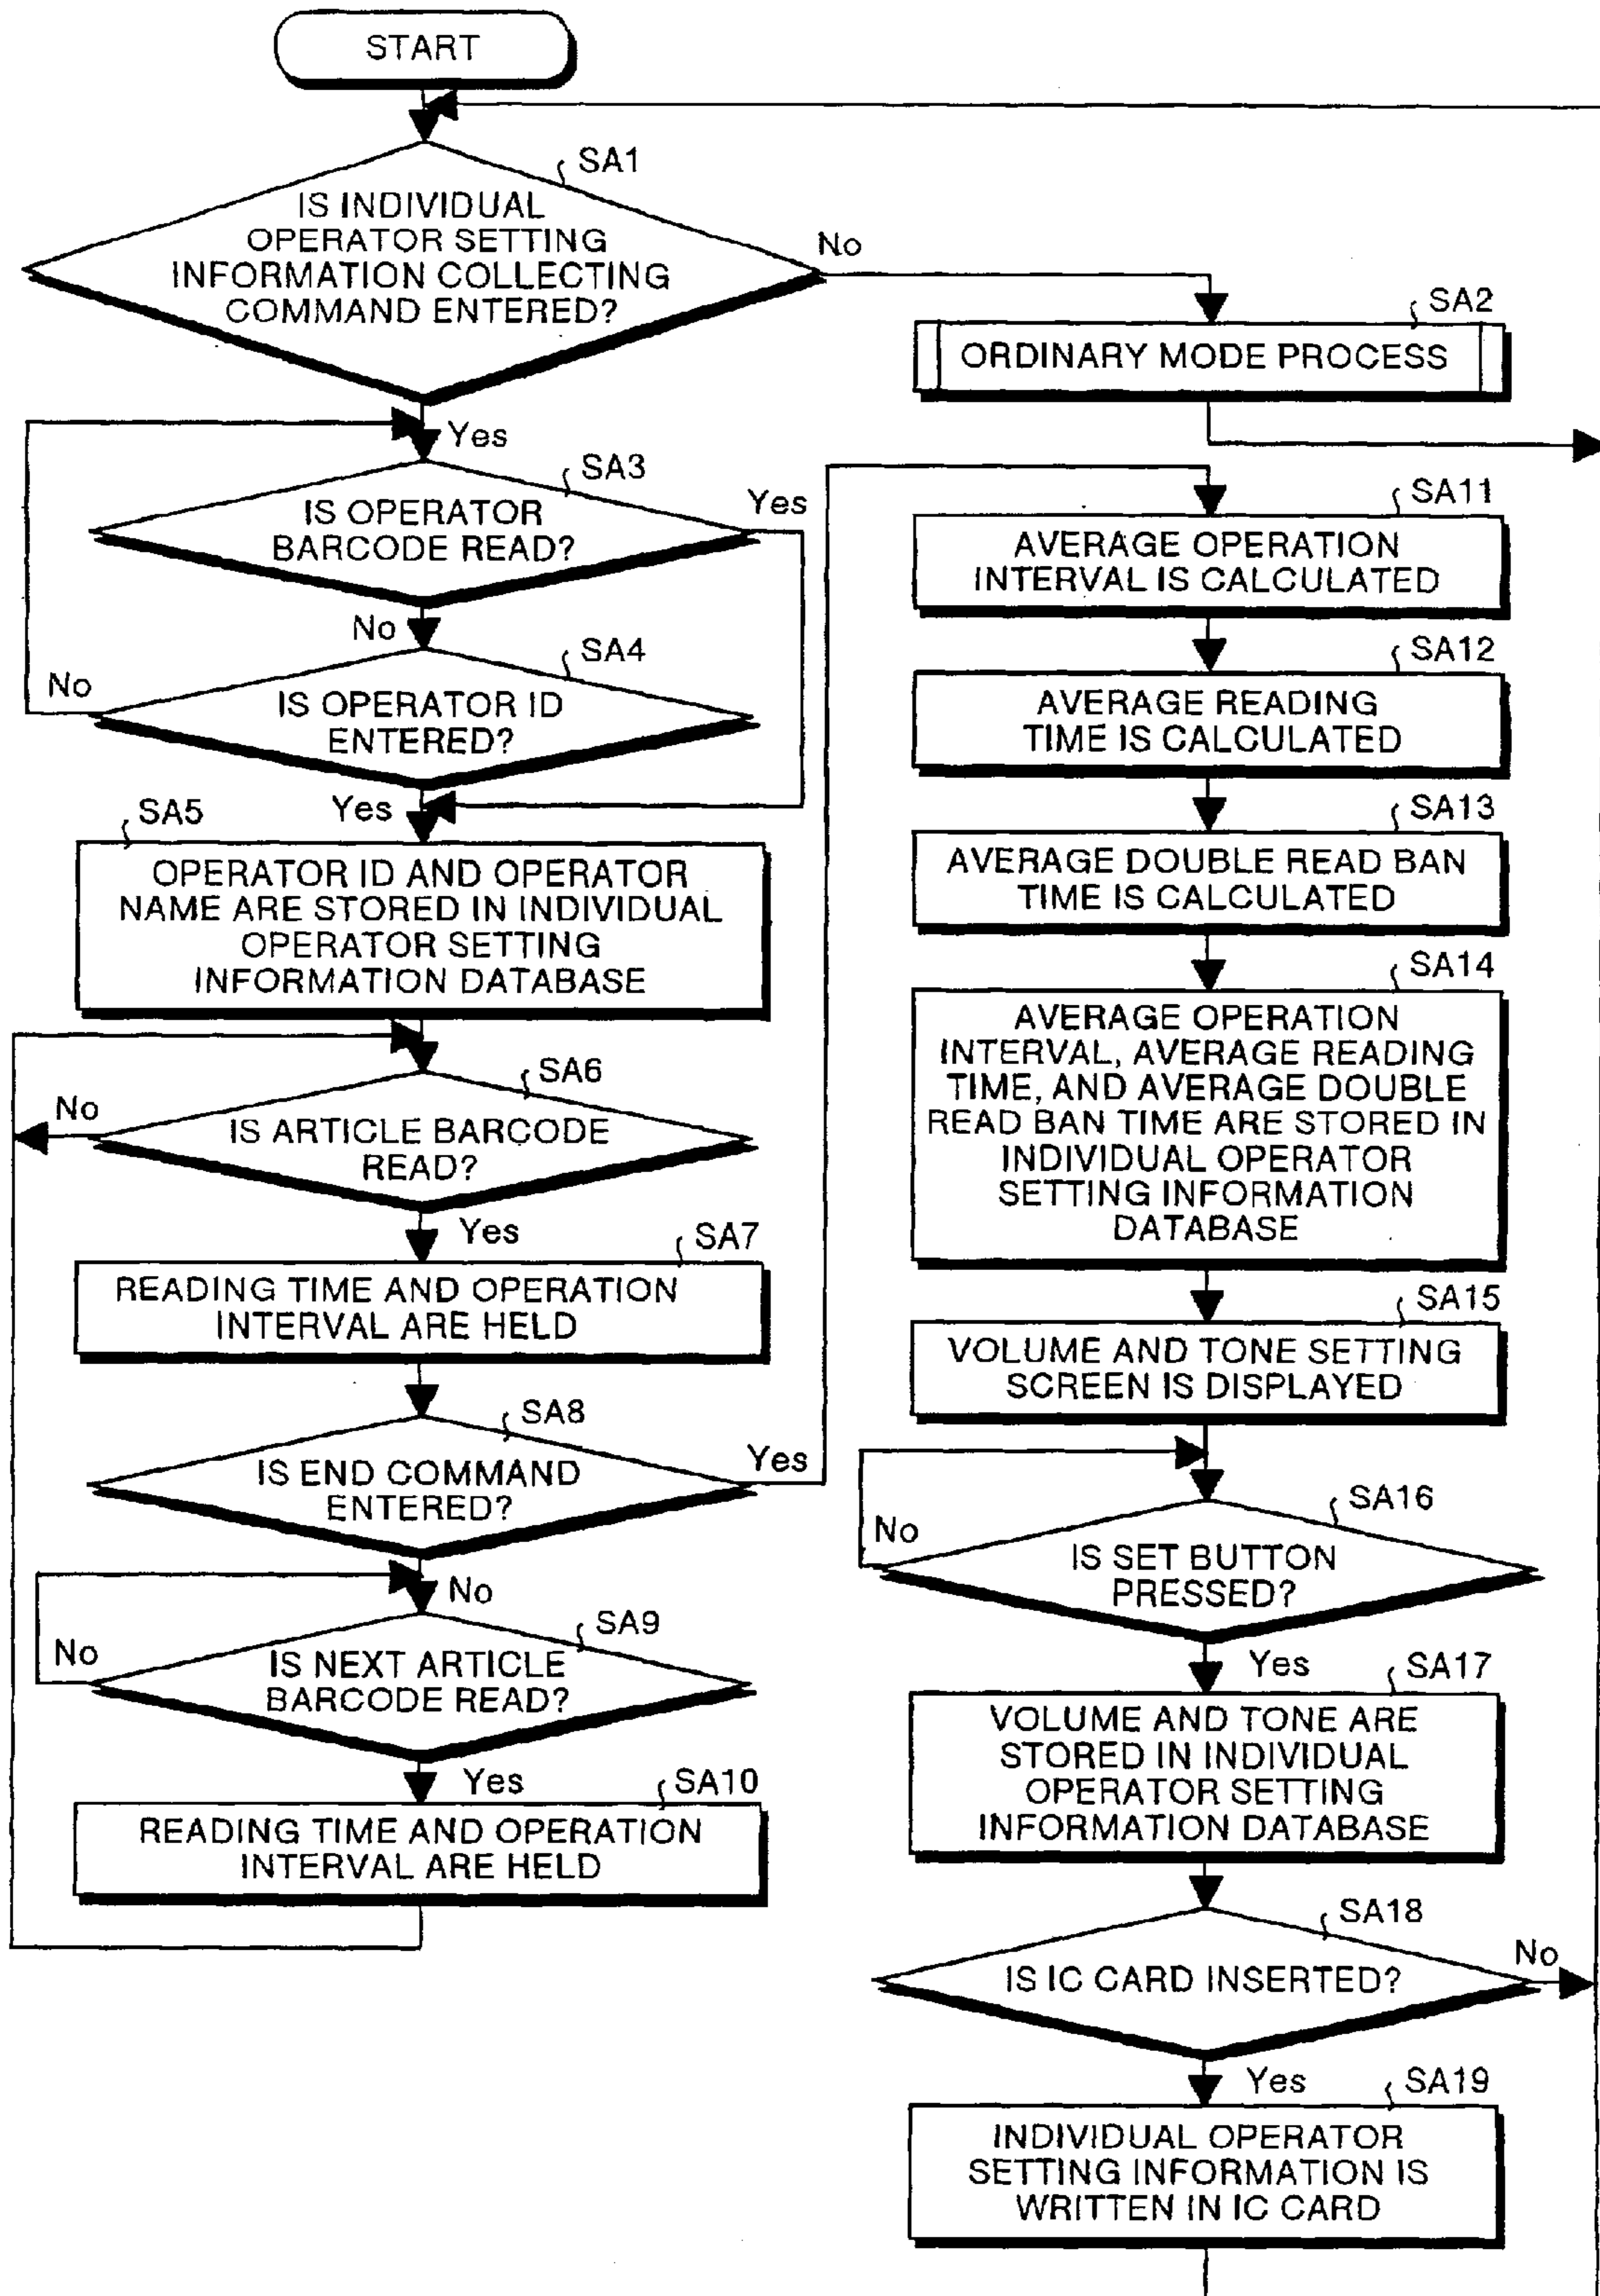 START
SA1
IS INDIVIDUAL
OPERATOR SETTING
INFORMATION COLLECTING
COMMAND ENTERED?
No
Yes
SA2
ORDINARY MODE PROCESS
SA3
IS OPERATOR
BARCODE READ?
Yes
No
SA4
IS OPERATOR ID
ENTERED?
No
Yes
SA5
OPERATOR ID AND OPERATOR
NAME ARE STORED IN INDIVIDUAL
OPERATOR SETTING
INFORMATION DATABASE
SA6
IS ARTICLE BARCODE
READ?
No
Yes
SA7
READING TIME AND OPERATION
INTERVAL ARE HELD
SA8
IS END COMMAND
ENTERED?
Yes
No
SA9
IS NEXT ARTICLE
BARCODE READ?
No
Yes
SA10
READING TIME AND OPERATION
INTERVAL ARE HELD
SA11
AVERAGE OPERATION
INTERVAL IS CALCULATED
SA12
AVERAGE READING
TIME IS CALCULATED
SA13
AVERAGE DOUBLE READ BAN
TIME IS CALCULATED
SA14
AVERAGE OPERATION
INTERVAL, AVERAGE READING
TIME, AND AVERAGE DOUBLE
READ BAN TIME ARE STORED IN
INDIVIDUAL OPERATOR
SETTING INFORMATION
DATABASE
SA15
VOLUME AND TONE SETTING
SCREEN IS DISPLAYED
SA16
IS SET BUTTON
PRESSED?
No
Yes
SA17
VOLUME AND TONE ARE
STORED IN INDIVIDUAL
OPERATOR SETTING
INFORMATION DATABASE
SA18
IS IC CARD INSERTED?
No
Yes
SA19
INDIVIDUAL OPERATOR
SETTING INFORMATION IS
WRITTEN IN IC CARD